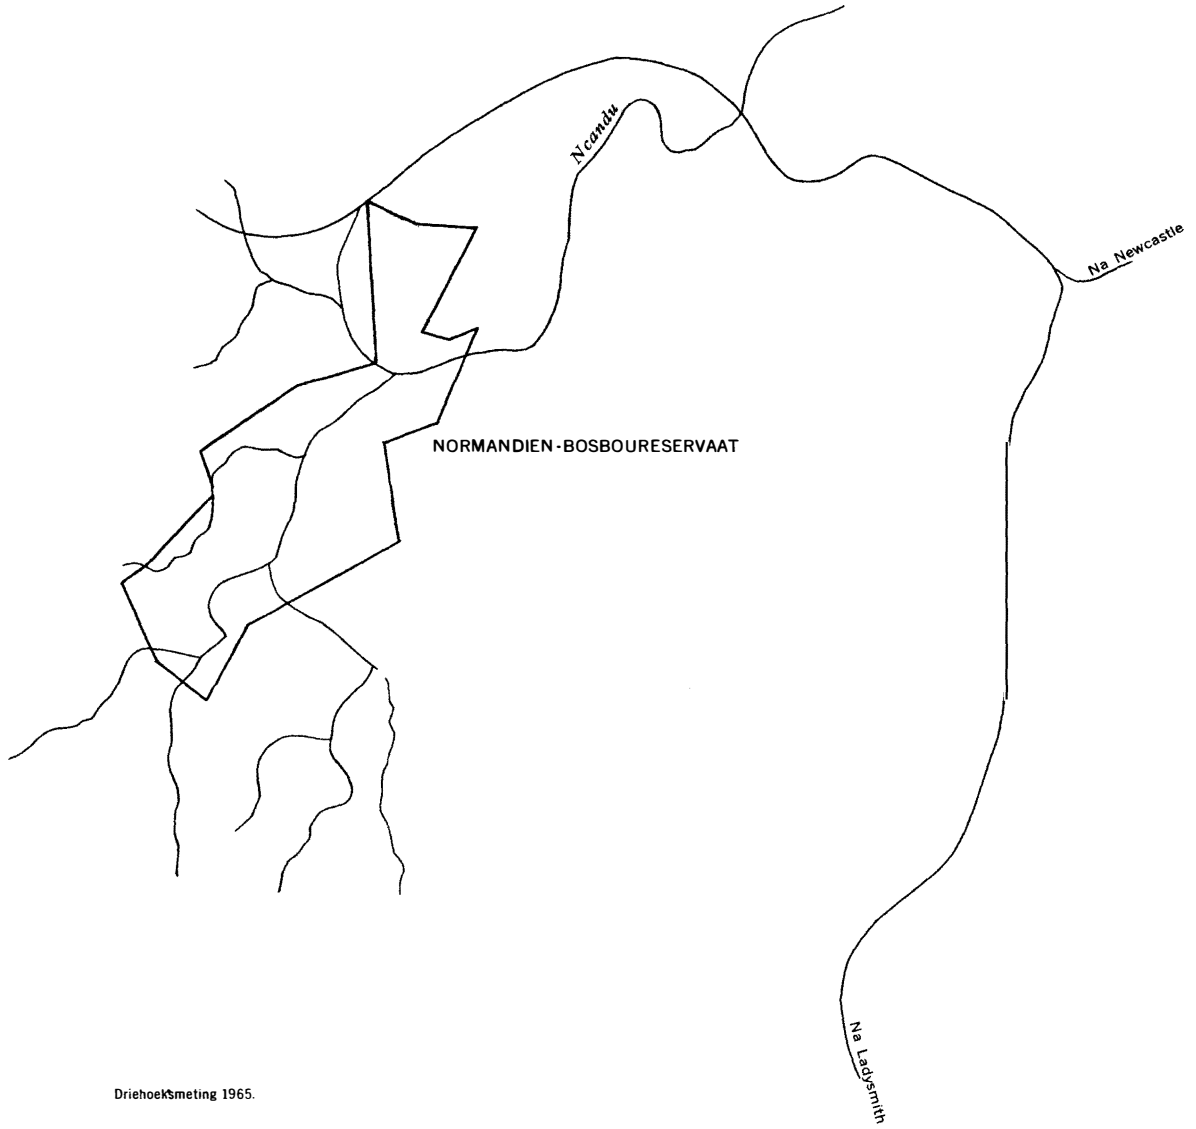 Ncandu
Na Newcastle
NORMANDIEN-BOSBOURESERVAAT
Na Ladysmith
Driehoeksmeting 1965.